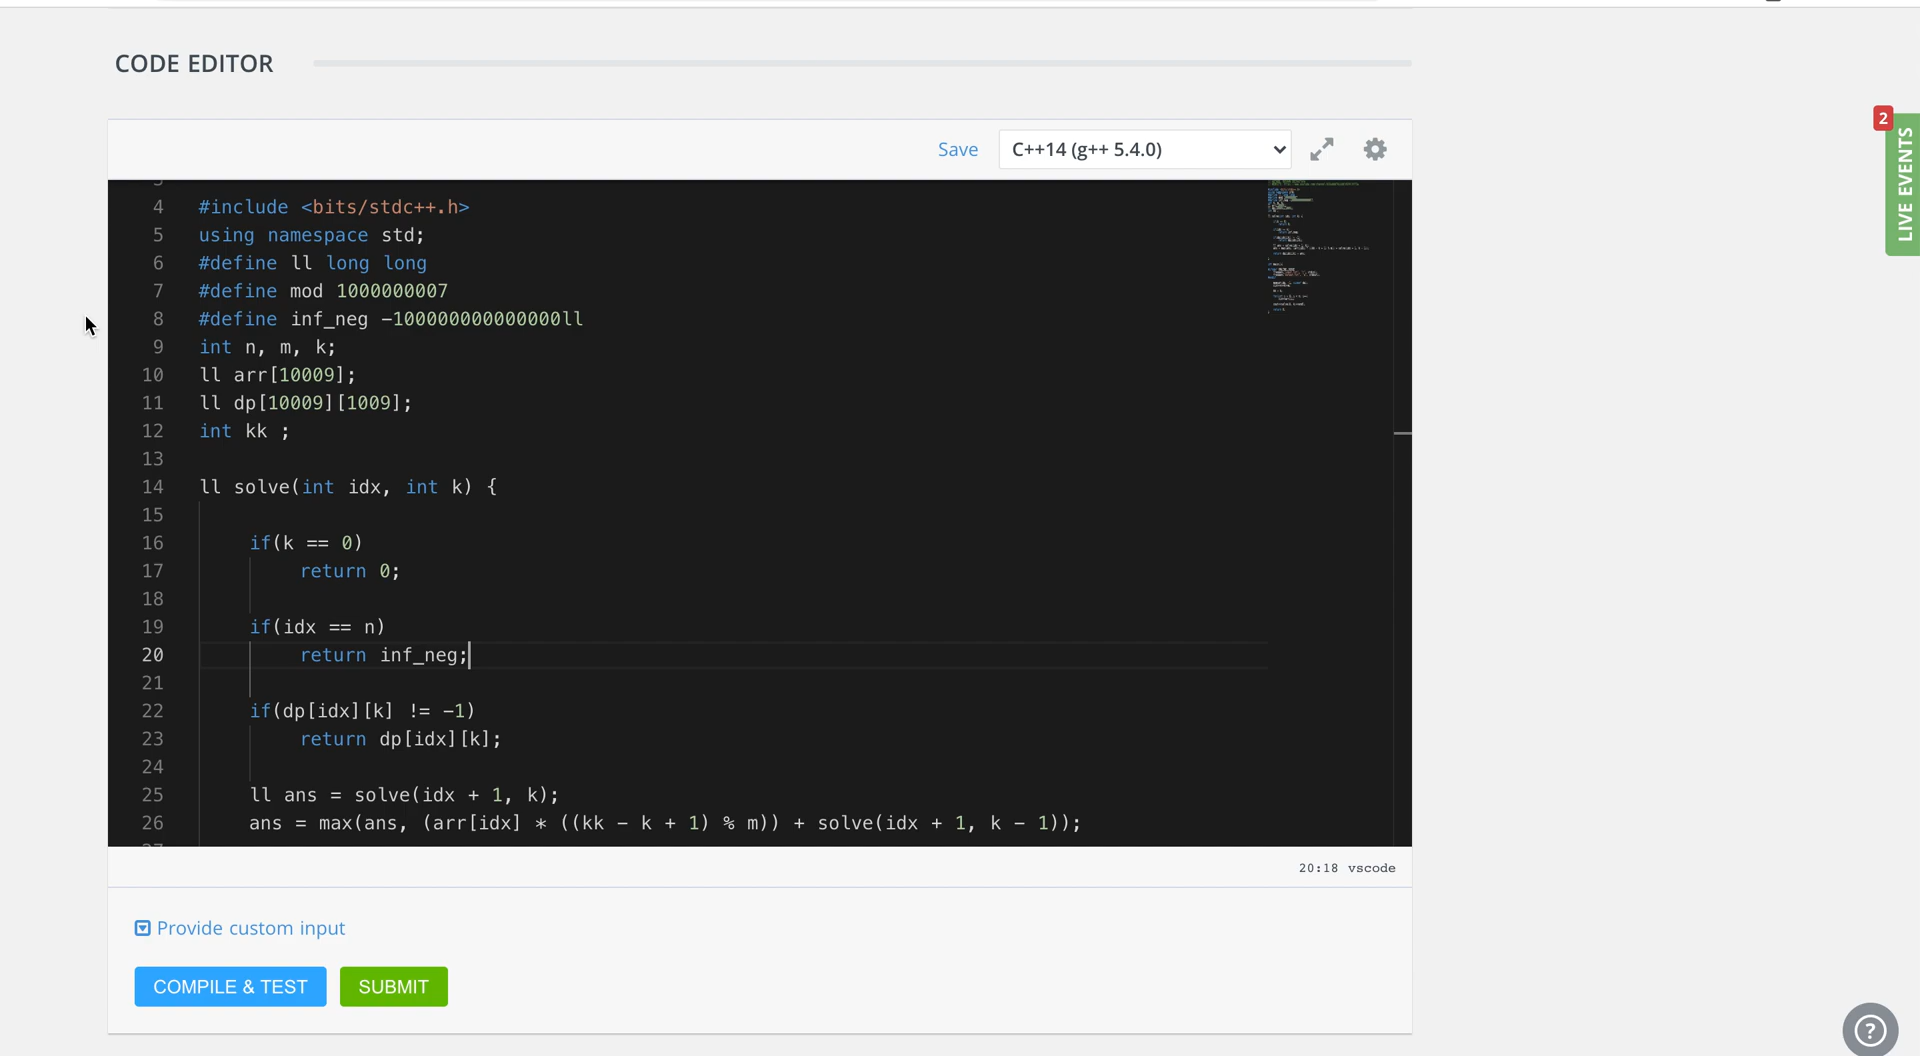 CODE EDITOR
Save
C++14 (g++ 5.4.0)
2
LIVE EVENTS
4 #include <bits/stdc++.h>
5 using namespace std;
6 #define ll long long
7 #define mod 1000000007
8 #define inf_neg -100000000000000ll
9 int n, m, k;
10 ll arr[10009];
11 ll dp[10009][1009];
12 int kk ;
13
14 ll solve(int idx, int k) {
15
16 if(k == 0)
17 return 0;
18
19 if(idx == n)
20 return inf_neg;
21
22 if(dp[idx][k] != -1)
23 return dp[idx][k];
24
25 ll ans = solve(idx + 1, k);
26 ans = max(ans, (arr[idx] * ((kk - k + 1) % m)) + solve(idx + 1, k - 1));
20:18 vscode
Provide custom input
COMPILE & TEST
SUBMIT
?